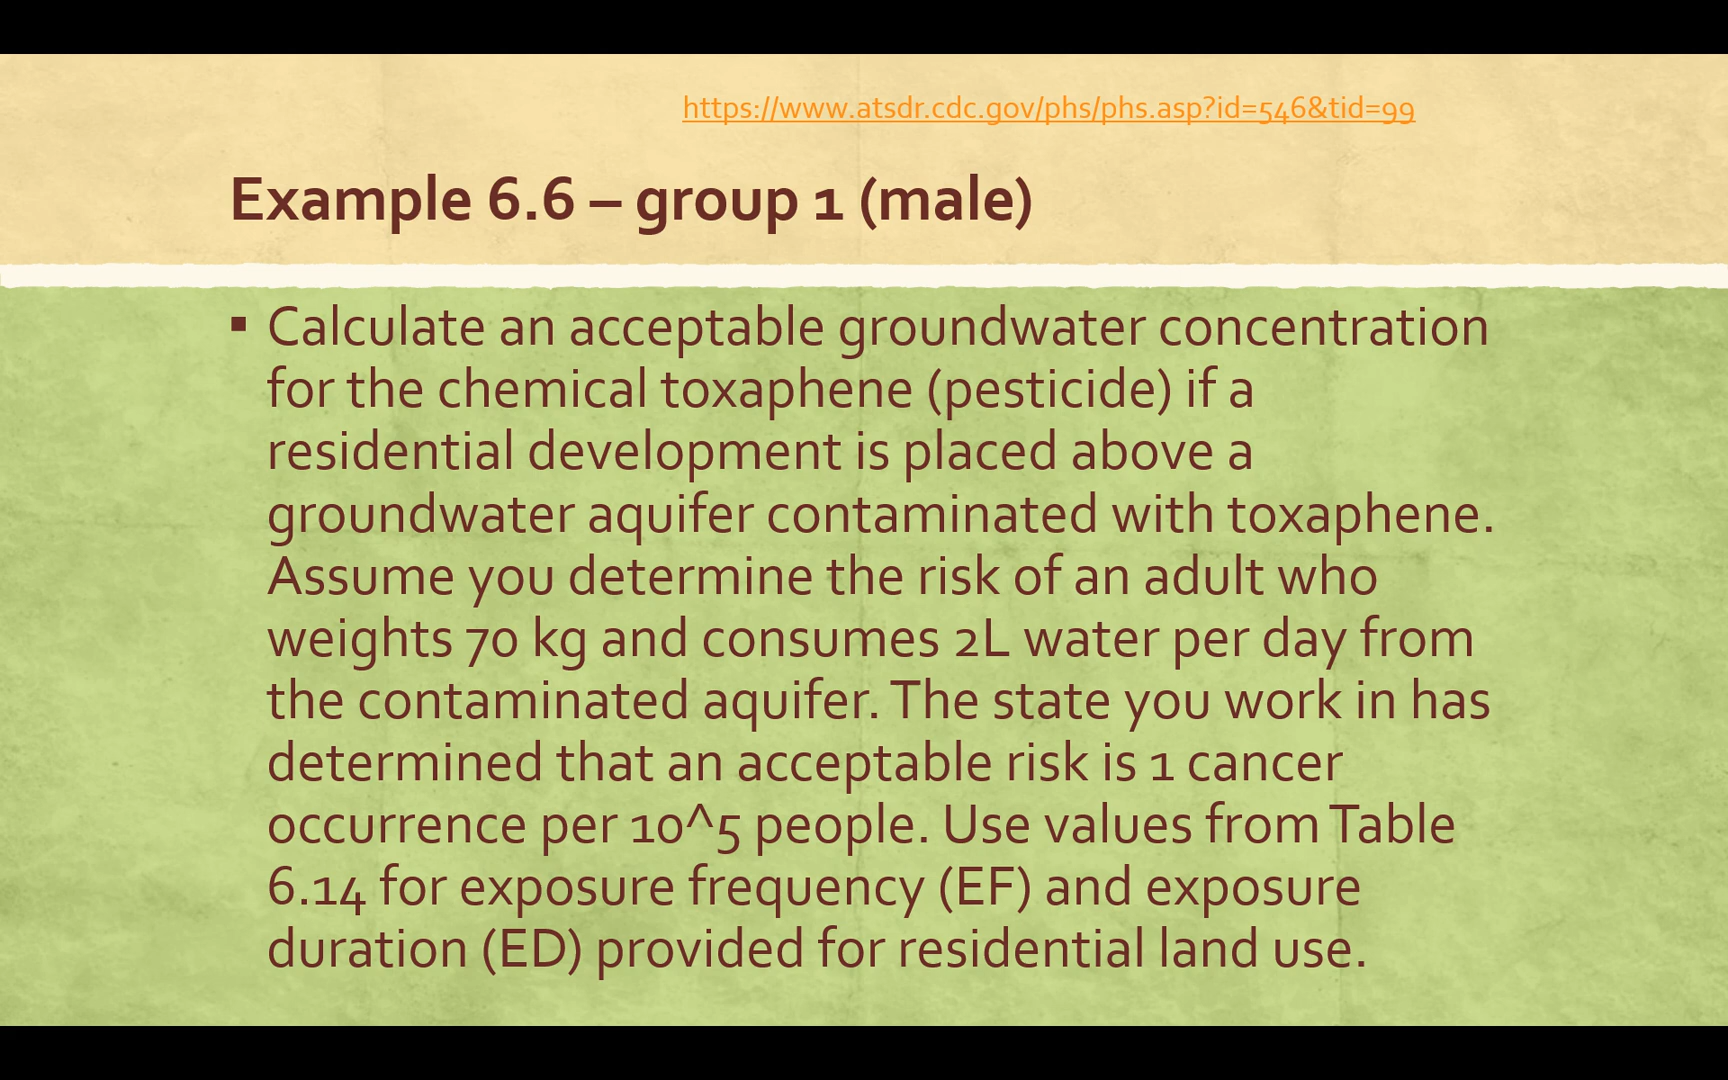 https://www.atsdr.cdc.gov/phs/phs.asp?id=546&tid=99
Example 6.6 – group 1 (male)
▪ Calculate an acceptable groundwater concentration
for the chemical toxaphene (pesticide) if a
residential development is placed above a
groundwater aquifer contaminated with toxaphene.
Assume you determine the risk of an adult who
weights 70 kg and consumes 2L water per day from
the contaminated aquifer. The state you work in has
determined that an acceptable risk is 1 cancer
occurrence per 10^5 people. Use values from Table
6.14 for exposure frequency (EF) and exposure
duration (ED) provided for residential land use.